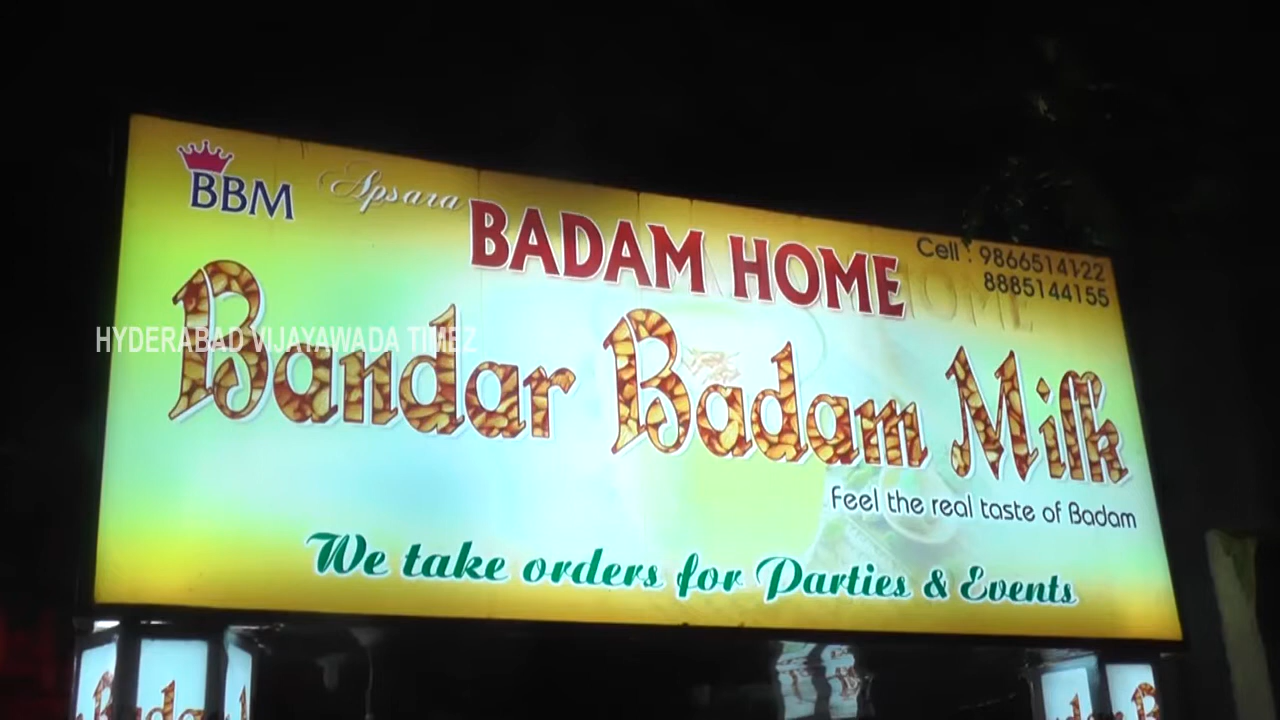 BBM
Apsara
BADAM HOME
Cell : 9866514122
8885144155
HYDERABAD VIJAYAWADA TIMEZ
Bandar Badam Milk
Feel the real taste of Badam
We take orders for Parties & Events